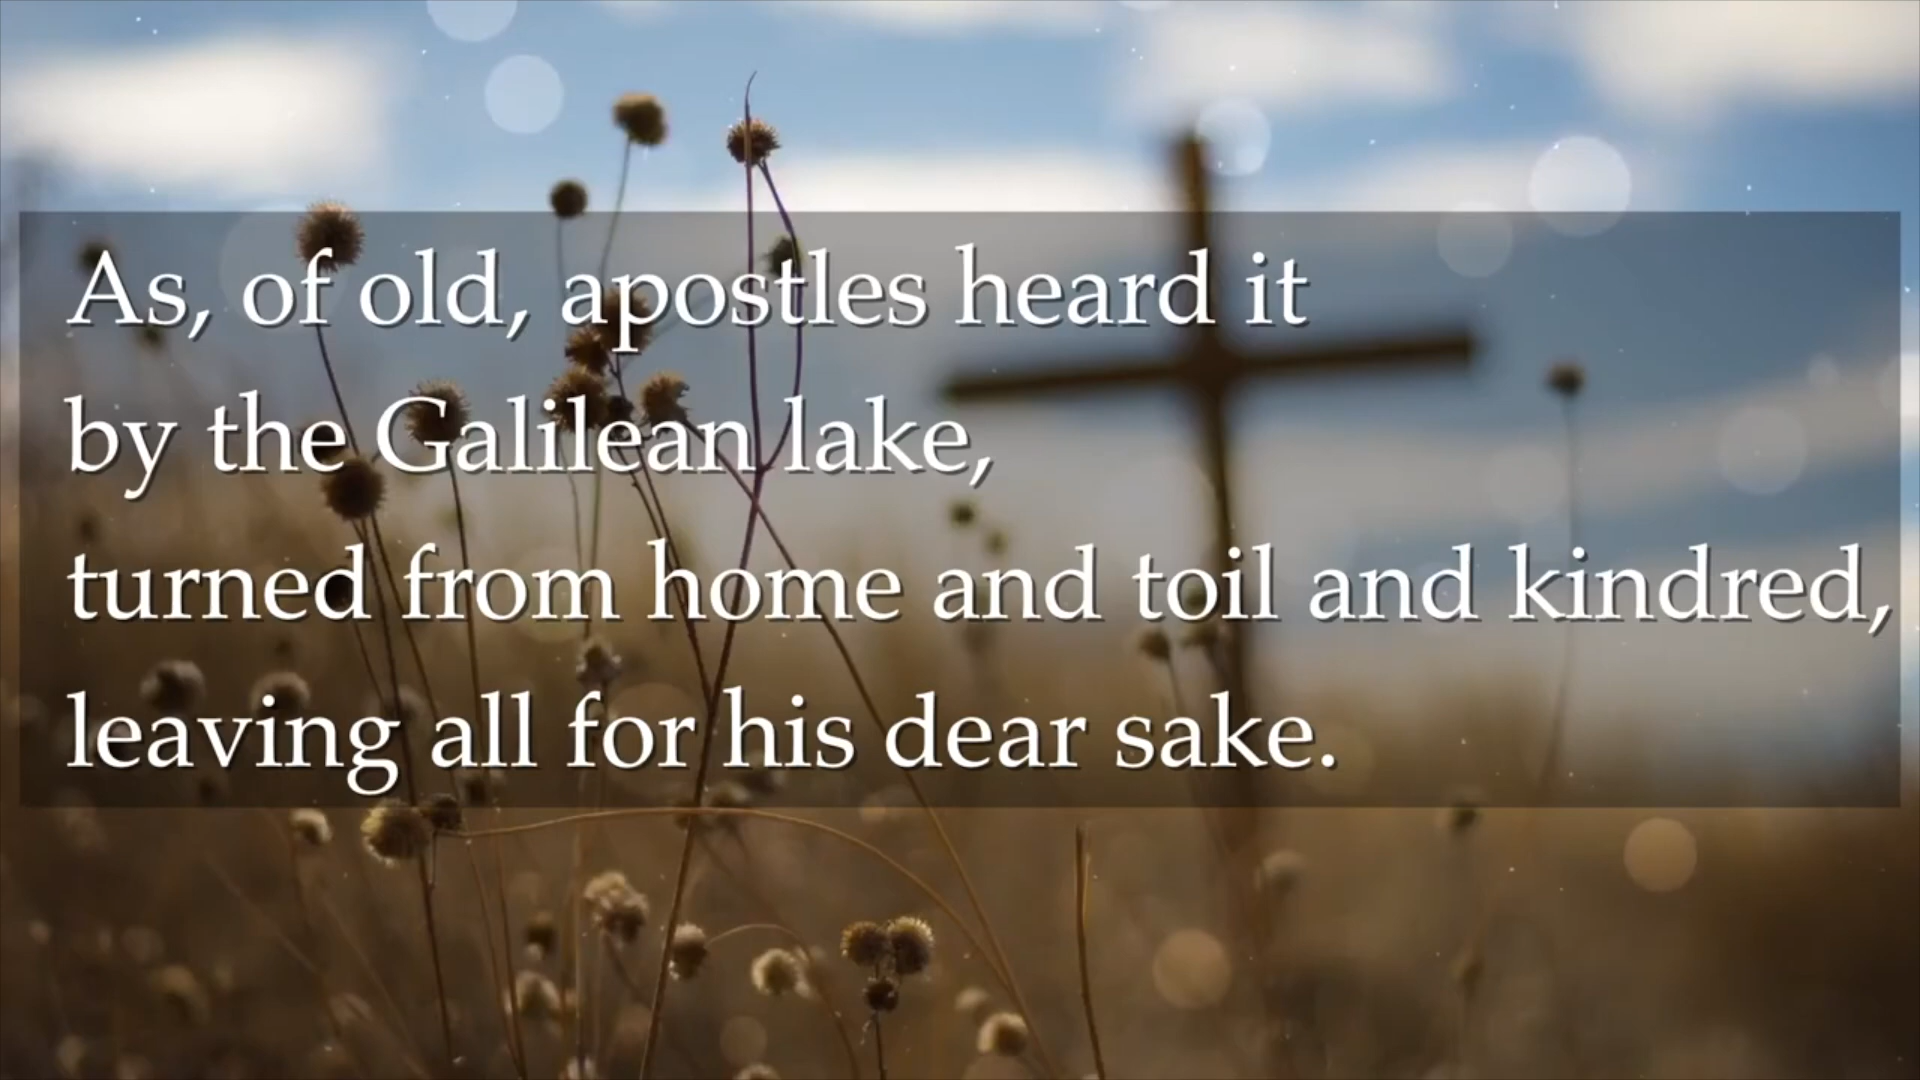 As, of old, apostles heard it
by the Galilean lake,
turned from home and toil and kindred,
leaving all for his dear sake.